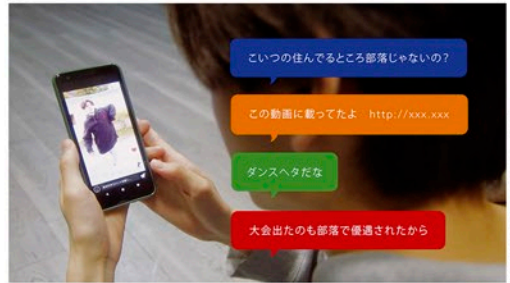 こいつの住んでるところ部落じゃないの？
この動画に載ってたよ　http://xxx.xxx
ダンスヘタだな
大会出たのも部落で優遇されたから